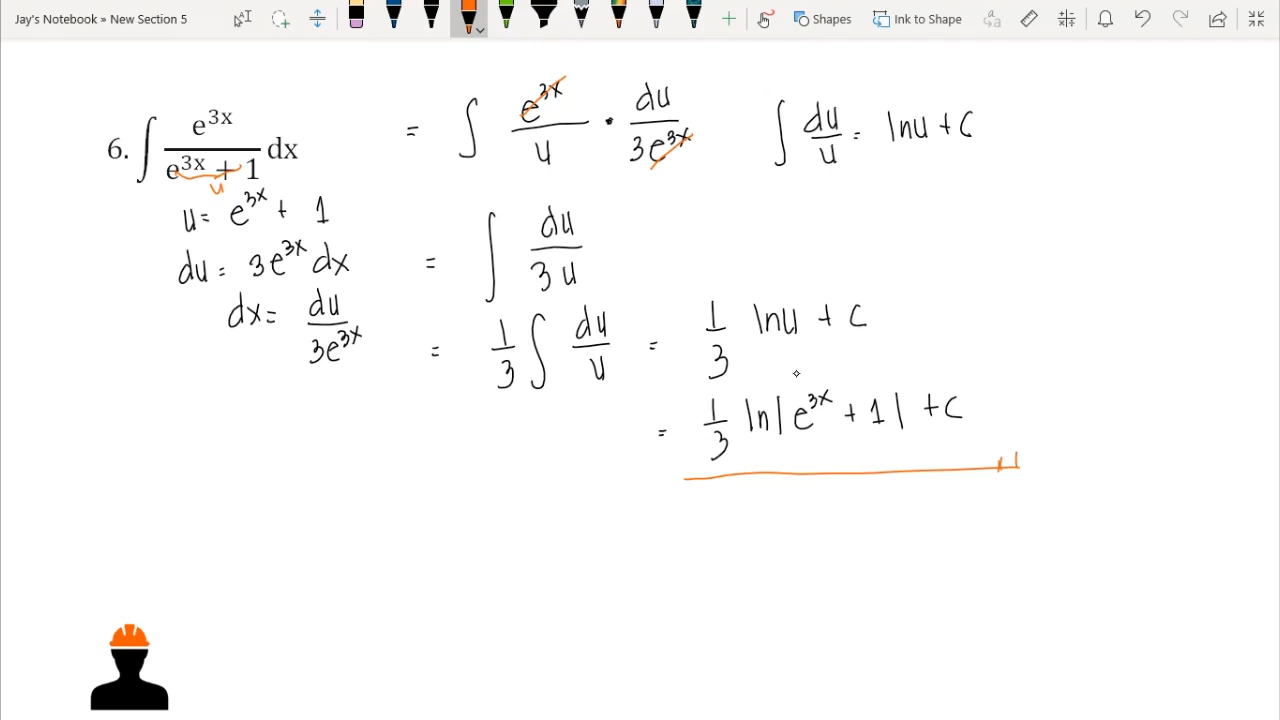 Jay's Notebook » New Section 5
Shapes
Ink to Shape
6. ∫ e^{3x}/(e^{3x} + 1) dx = ∫ e^{3x}/u · du/3e^{3x}
∫ du/u = lnu + C
u
u = e^{3x} + 1
du = 3e^{3x} dx
dx = du/3e^{3x}
= ∫ du/3u
= 1/3 ∫ du/u = 1/3 lnu + C
= 1/3 ln|e^{3x} + 1| + C